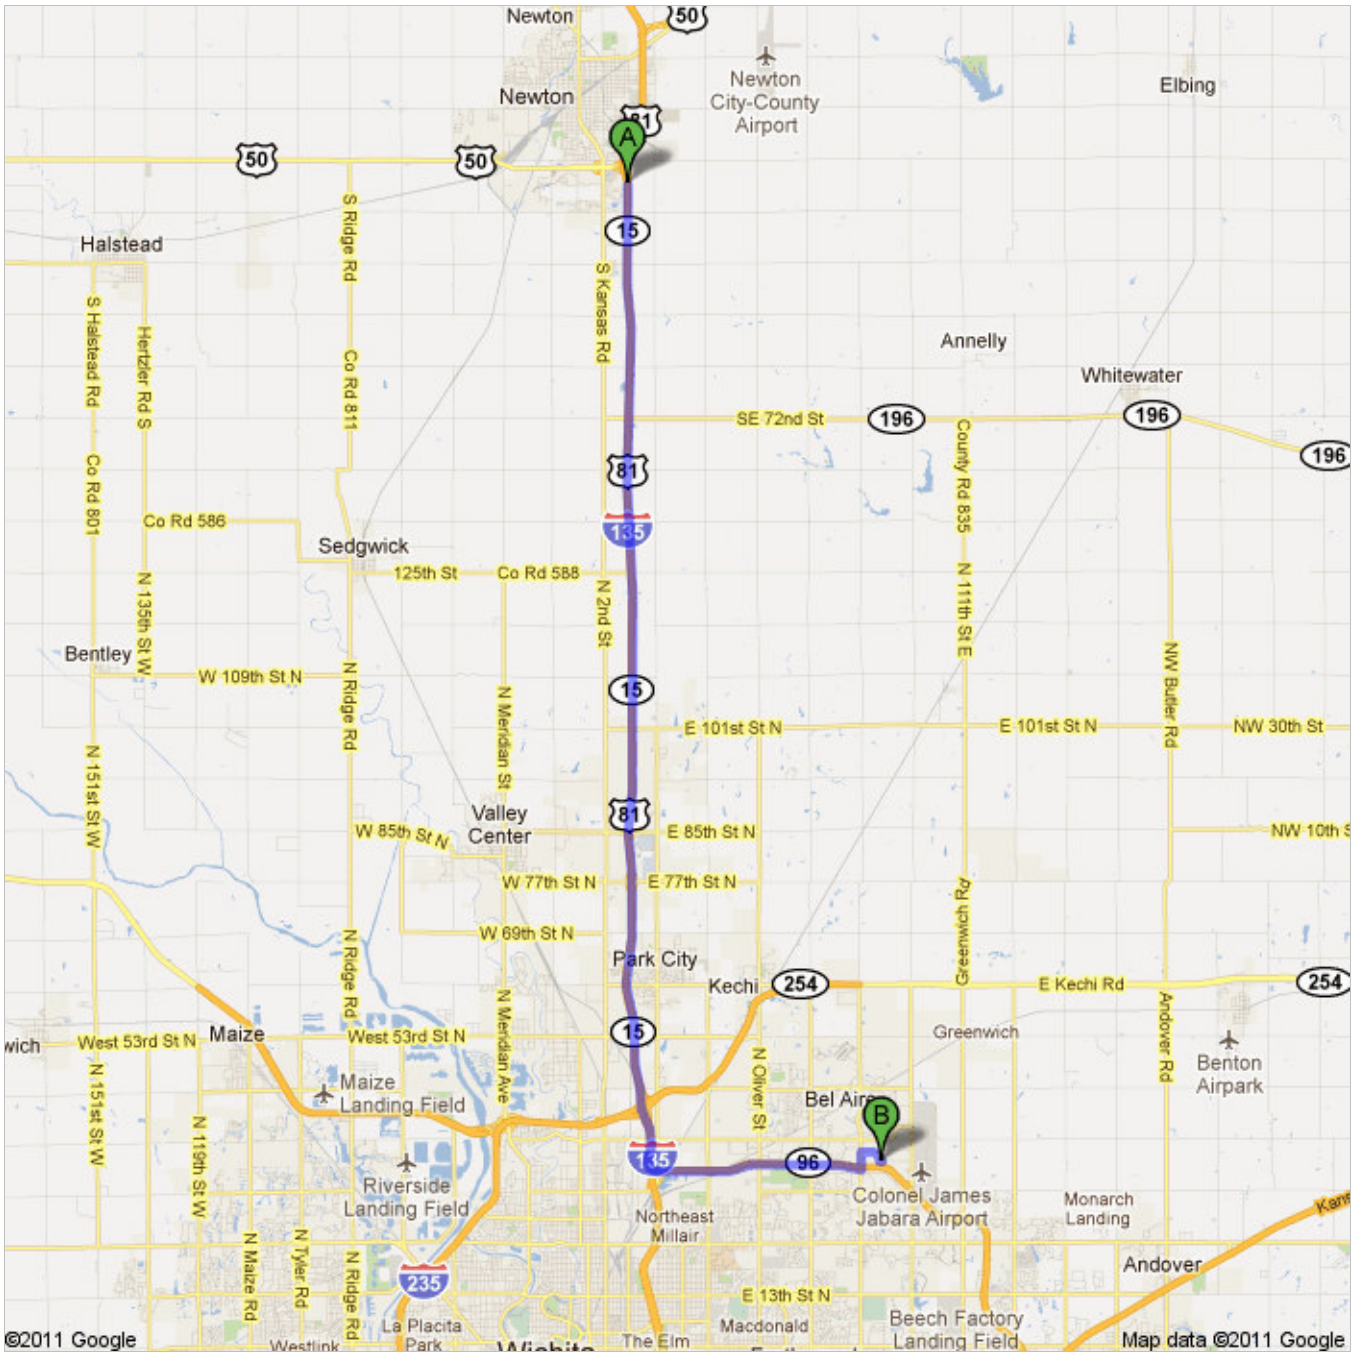 Newton
50
Newton
City-County
Airport
Elbing
Newton
81
A
50
50
15
S Ridge Rd
Halstead
S Kansas Rd
S Halstead Rd
Hertzler Rd S
Co Rd 811
Annelly
Whitewater
SE 72nd St
196
196
196
County Rd 835
81
Co Rd 801
Co Rd 586
135
Sedgwick
125th St
Co Rd 588
N 2nd St
N 135th St W
N 111th St E
Bentley
W 109th St N
N Ridge Rd
N Meridian St
15
NW Butler Rd
E 101st St N
E 101st St N
NW 30th St
N 151st St W
Valley
Center
81
W 85th St N
E 85th St N
NW 10th S
W 77th St N
E 77th St N
Greenwich Rd
W 69th St N
N Ridge Rd
Park City
Kechi
254
E Kechi Rd
254
N Meridian Ave
Andover Rd
wich
West 53rd St N
Maize
West 53rd St N
15
Greenwich
N Oliver St
Benton
Airpark
N 151st St W
Maize
Landing Field
Bel Aire
B
N 119th St W
135
96
Riverside
Landing Field
Colonel James
Jabara Airport
Monarch
Landing
Northeast
Millair
Kans
N Maize Rd
N Tyler Rd
N Ridge Rd
235
Andover
E 13th St N
La Placita
Park
Macdonald
Beech Factory
Landing Field
©2011 Google
Westlink
Wichita
The Elm
Map data ©2011 Google